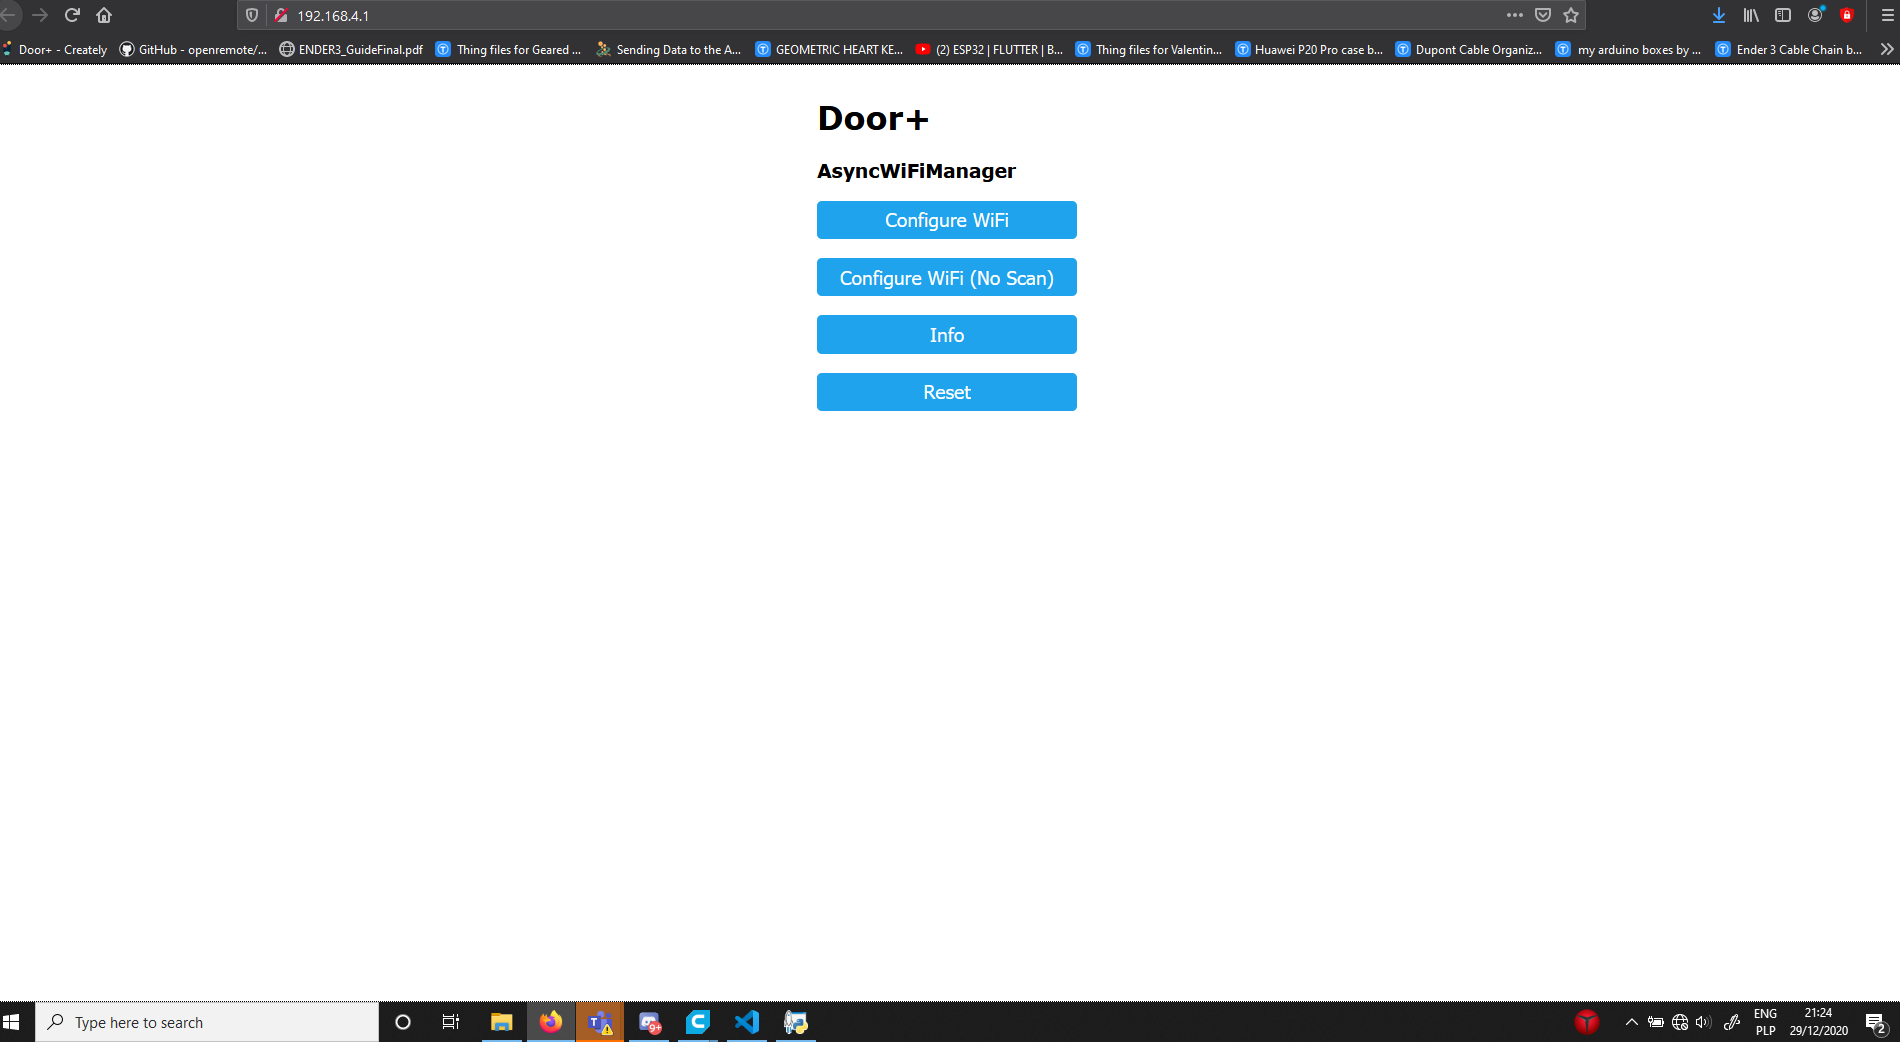 192.168.4.1
Door+ - Creately GitHub - openremote/... ENDER3_GuideFinal.pdf Thing files for Geared ... Sending Data to the A... GEOMETRIC HEART KE... (2) ESP32 | FLUTTER | B... Thing files for Valentin... Huawei P20 Pro case b... Dupont Cable Organiz... my arduino boxes by ... Ender 3 Cable Chain b...
Door+
AsyncWiFiManager
Configure WiFi
Configure WiFi (No Scan)
Info
Reset
Type here to search
9+
ENG
PLP
21:24
29/12/2020
2